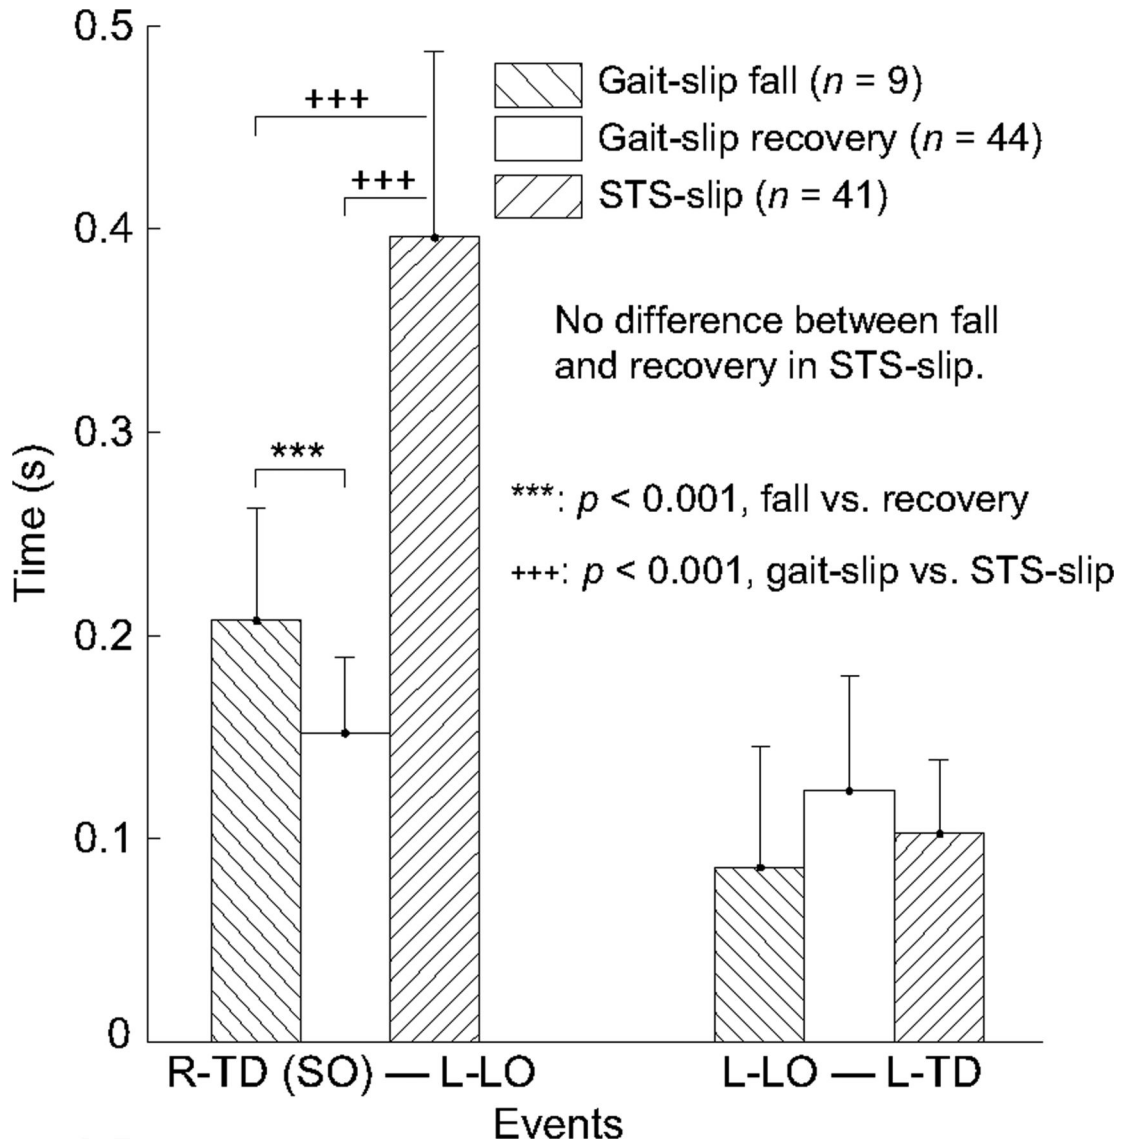 0.5
0.4
0.3
0.2
0.1
0
Time (s)
+++
+++
***
Gait-slip fall (n = 9)
Gait-slip recovery (n = 44)
STS-slip (n = 41)
No difference between fall
and recovery in STS-slip.
***: p < 0.001, fall vs. recovery
+++: p < 0.001, gait-slip vs. STS-slip
R-TD (SO) — L-LO
L-LO — L-TD
Events